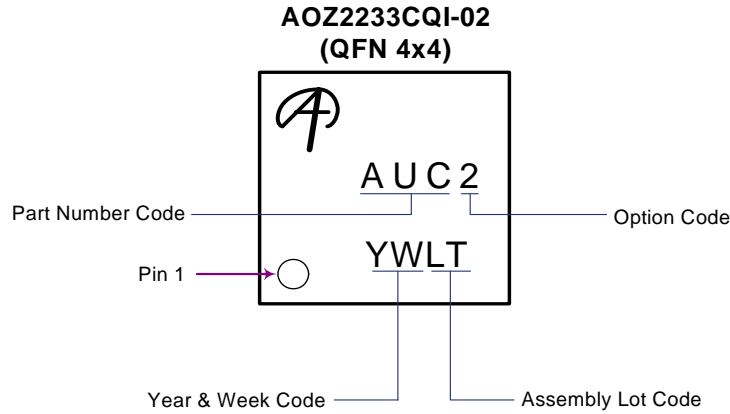 AOZ2233CQI-02
(QFN 4x4)
AUC2
Part Number Code
Option Code
YWLT
Pin 1
Year & Week Code
Assembly Lot Code